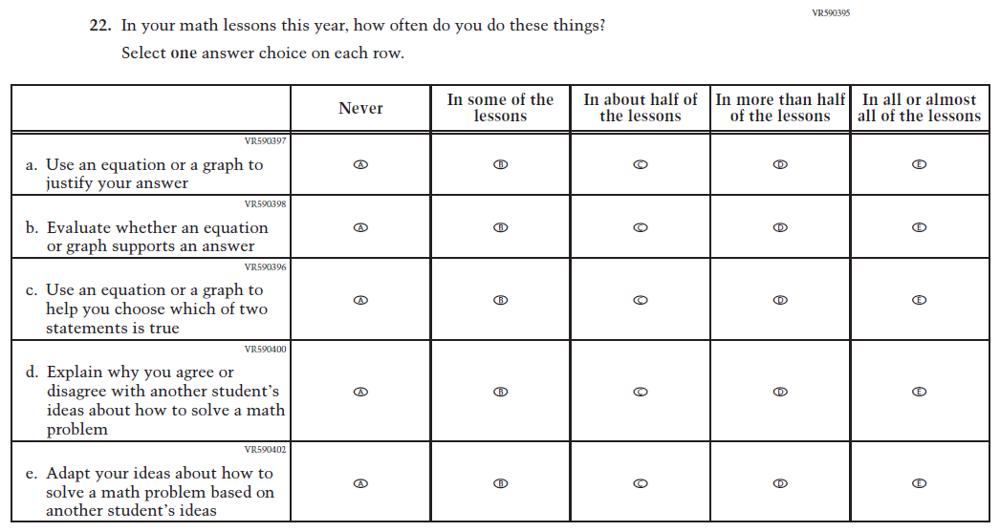 VR590395
22. In your math lessons this year, how often do you do these things?
Select one answer choice on each row.
Never
In some of the
lessons
In about half of
the lessons
In more than half
of the lessons
In all or almost
all of the lessons
VR590397
a. Use an equation or a graph to
justify your answer
A B C D E
VR590398
b. Evaluate whether an equation
or graph supports an answer
A B C D E
VR590396
c. Use an equation or a graph to
help you choose which of two
statements is true
A B C D E
VR590400
d. Explain why you agree or
disagree with another student's
ideas about how to solve a math
problem
A B C D E
VR590402
e. Adapt your ideas about how to
solve a math problem based on
another student's ideas
A B C D E